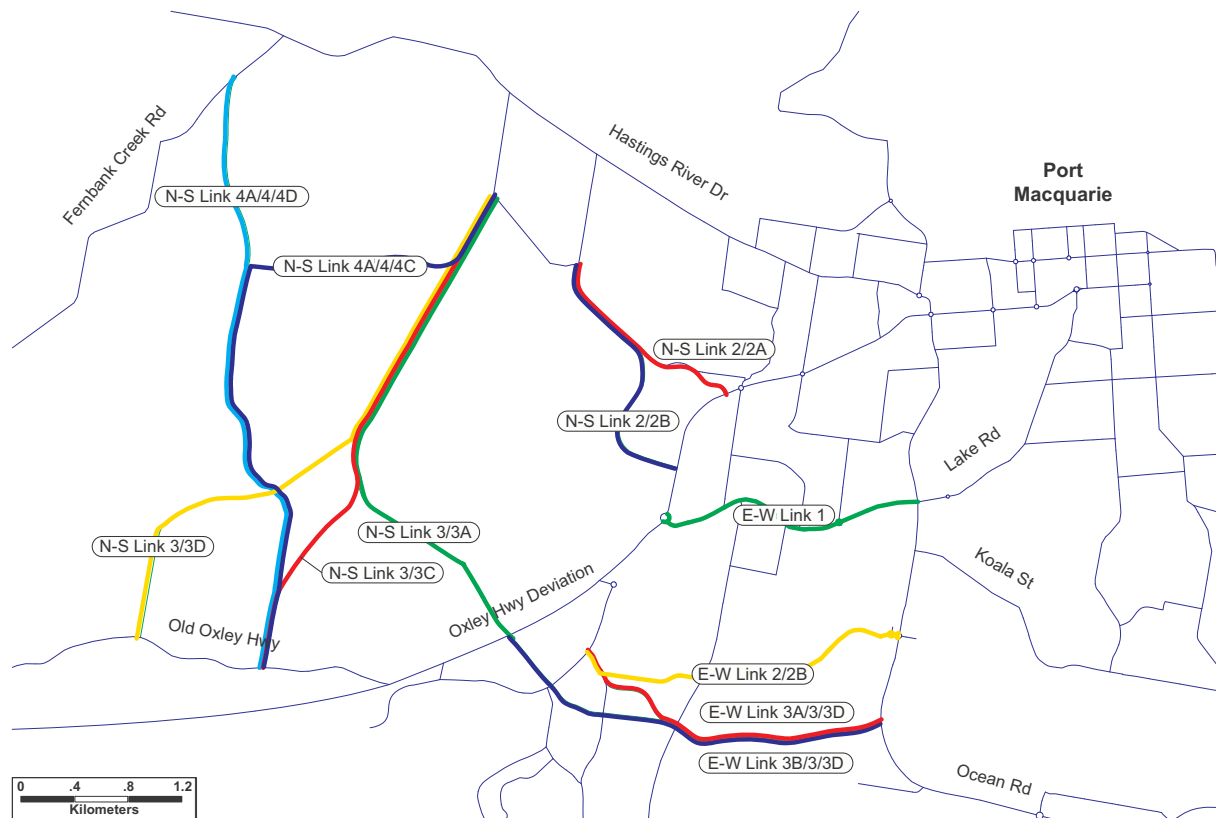 Fernbank Creek Rd
Hastings River Dr
Port
Macquarie
N-S Link 4A/4/4D
N-S Link 4A/4/4C
N-S Link 2/2A
N-S Link 2/2B
Lake Rd
E-W Link 1
N-S Link 3/3A
N-S Link 3/3D
N-S Link 3/3C
Koala St
Oxley Hwy Deviation
Old Oxley Hwy
E-W Link 2/2B
E-W Link 3A/3/3D
E-W Link 3B/3/3D
Ocean Rd
0 .4 .8 1.2
Kilometers